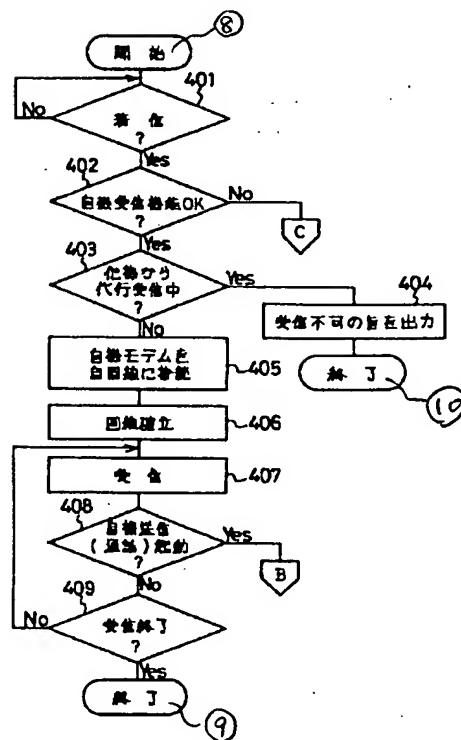 ⑧
開始
401
着信
?
No
Yes
402
自機受信機能OK
?
No
C
Yes
403
他機から
代行受信中
?
Yes
404
受信不可の旨を出力
終了
⑩
No
自機モデムを
自回線に接続
405
回線確立
406
受信
407
408
自機送信
(通話)起動
?
Yes
B
No
409
受信終了
?
No
Yes
終了
⑨